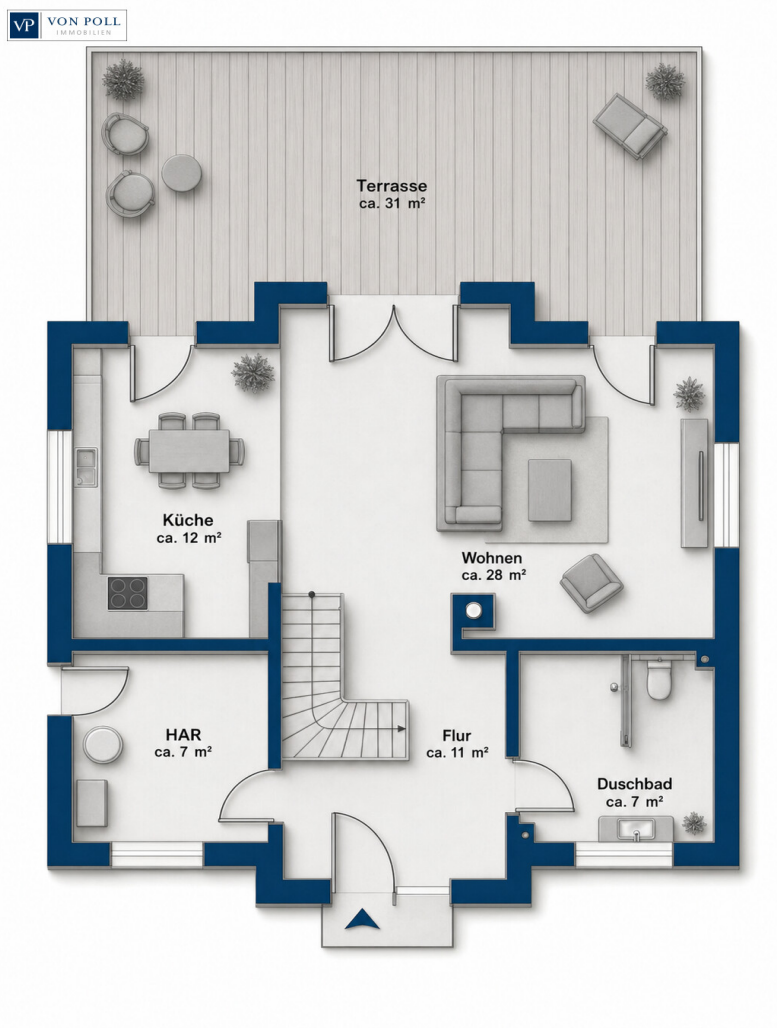 VP VON POLL
IMMOBILIEN
Terrasse
ca. 31 m²
Küche
ca. 12 m²
Wohnen
ca. 28 m²
HAR
ca. 7 m²
Flur
ca. 11 m²
Duschbad
ca. 7 m²